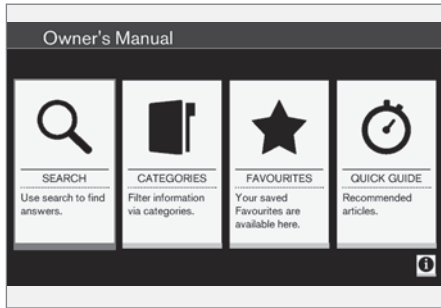 Owner's Manual
SEARCH
Use search to find
answers.
CATEGORIES
Filter information
via categories.
FAVOURITES
Your saved
Favourites are
available here.
QUICK GUIDE
Recommended
articles.
i